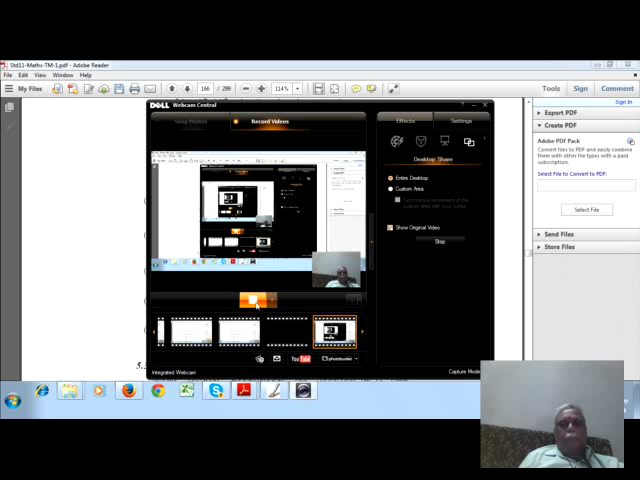 Std11-Maths-TM-1.pdf - Adobe Reader
File Edit View Window Help
My Files
166 / 299
114%
Tools
Sign
Comment
Sign In
DELL Webcam Central
Record Videos
Effects
Settings
Desktop Share
Entire Desktop
Custom Area
Show Original Video
Stop
YouTube
photobucket
Integrated Webcam
Capture Mode
Export PDF
Create PDF
Adobe PDF Pack
Convert files to PDF and easily combine
them with other file types with a paid
subscription.
Select File to Convert to PDF:
Select File
Send Files
Store Files